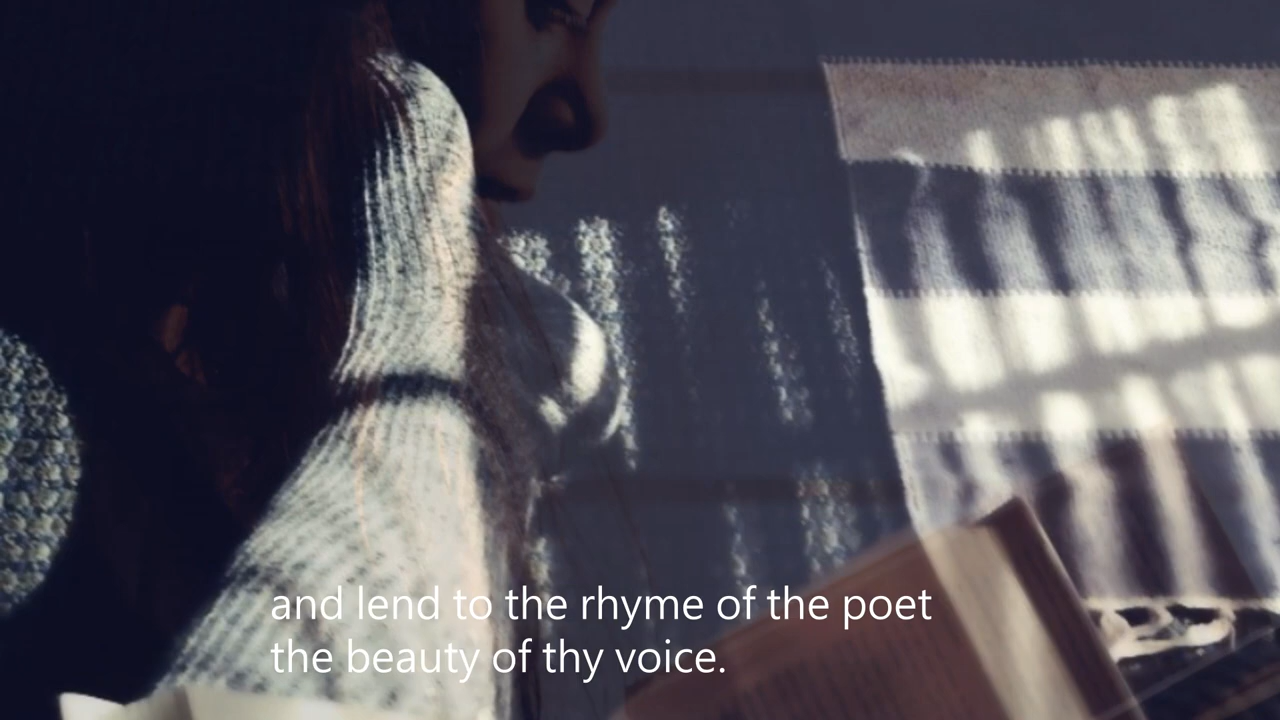 and lend to the rhyme of the poet
the beauty of thy voice.